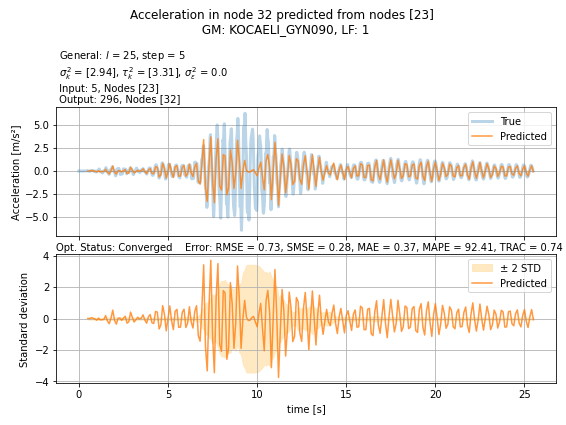 Acceleration in node 32 predicted from nodes [23]
GM: KOCAELI_GYN090, LF: 1
General: l = 25, step = 5
σ_k² = [2.94], τ_k² = [3.31], σ_ε² = 0.0
Input: 5, Nodes [23]
Output: 296, Nodes [32]
Acceleration [m/s²]
5.0
2.5
0.0
−2.5
−5.0
True
Predicted
Opt. Status: Converged Error: RMSE = 0.73, SMSE = 0.28, MAE = 0.37, MAPE = 92.41, TRAC = 0.74
Standard deviation
4
2
0
−2
−4
± 2 STD
Predicted
0 5 10 15 20 25
time [s]